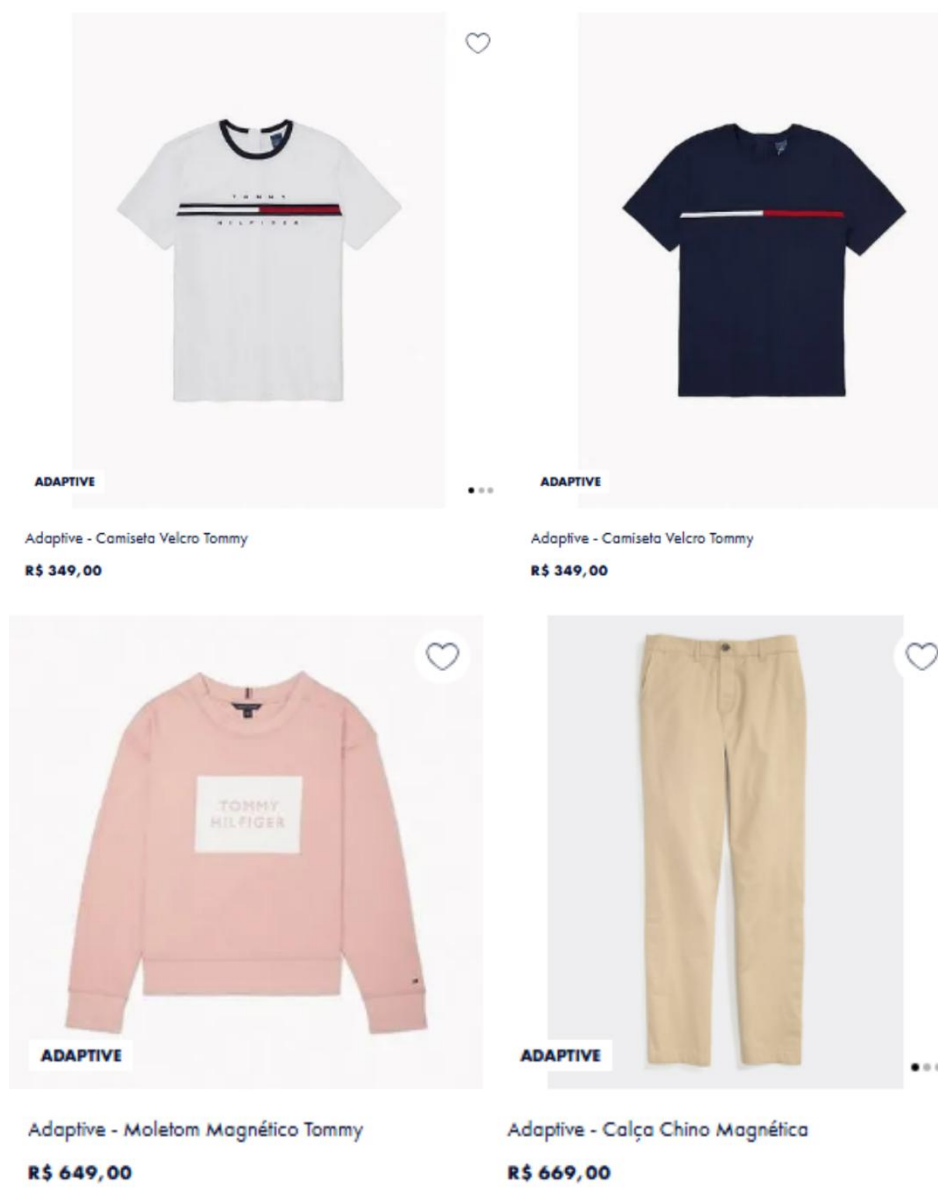 TOMMY
HILFIGER
ADAPTIVE
Adaptive - Camiseta Velcro Tommy
R$ 349,00
ADAPTIVE
Adaptive - Camiseta Velcro Tommy
R$ 349,00
TOMMY
HILFIGER
ADAPTIVE
Adaptive - Moletom Magnético Tommy
R$ 649,00
ADAPTIVE
Adaptive - Calça Chino Magnética
R$ 669,00